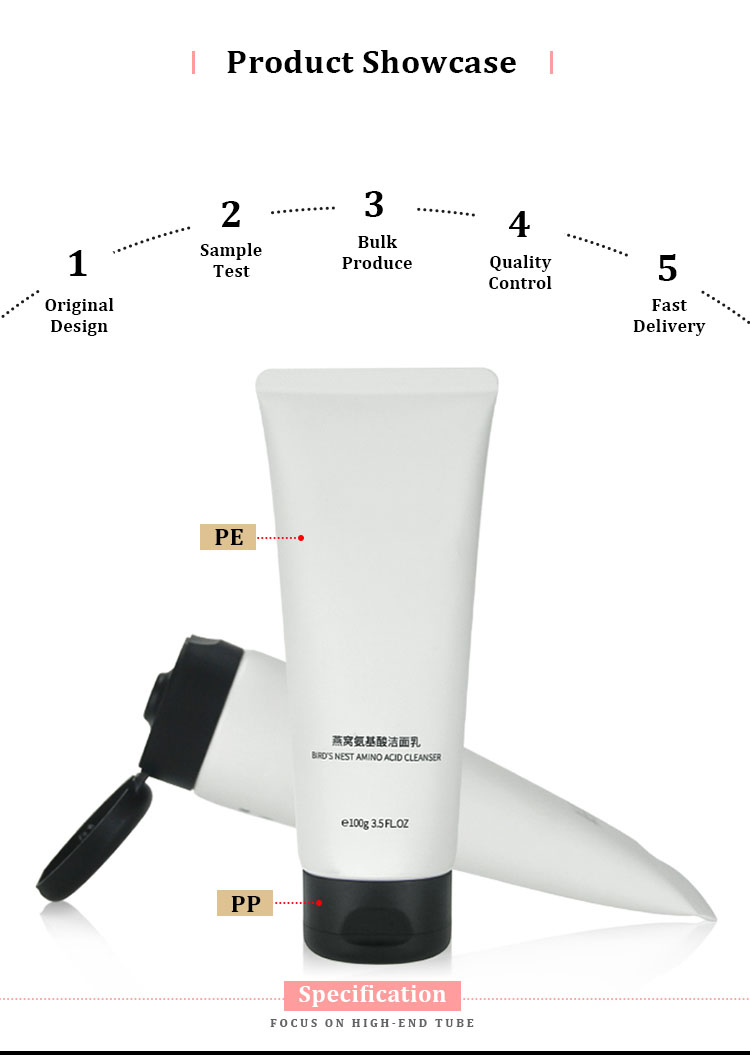 Product Showcase
1
Original
Design
2
Sample
Test
3
Bulk
Produce
4
Quality
Control
5
Fast
Delivery
PE
燕窝氨基酸洁面乳
BIRD'S NEST AMINO ACID CLEANSER
℮100g 3.5FL.OZ
PP
Specification
FOCUS ON HIGH-END TUBE